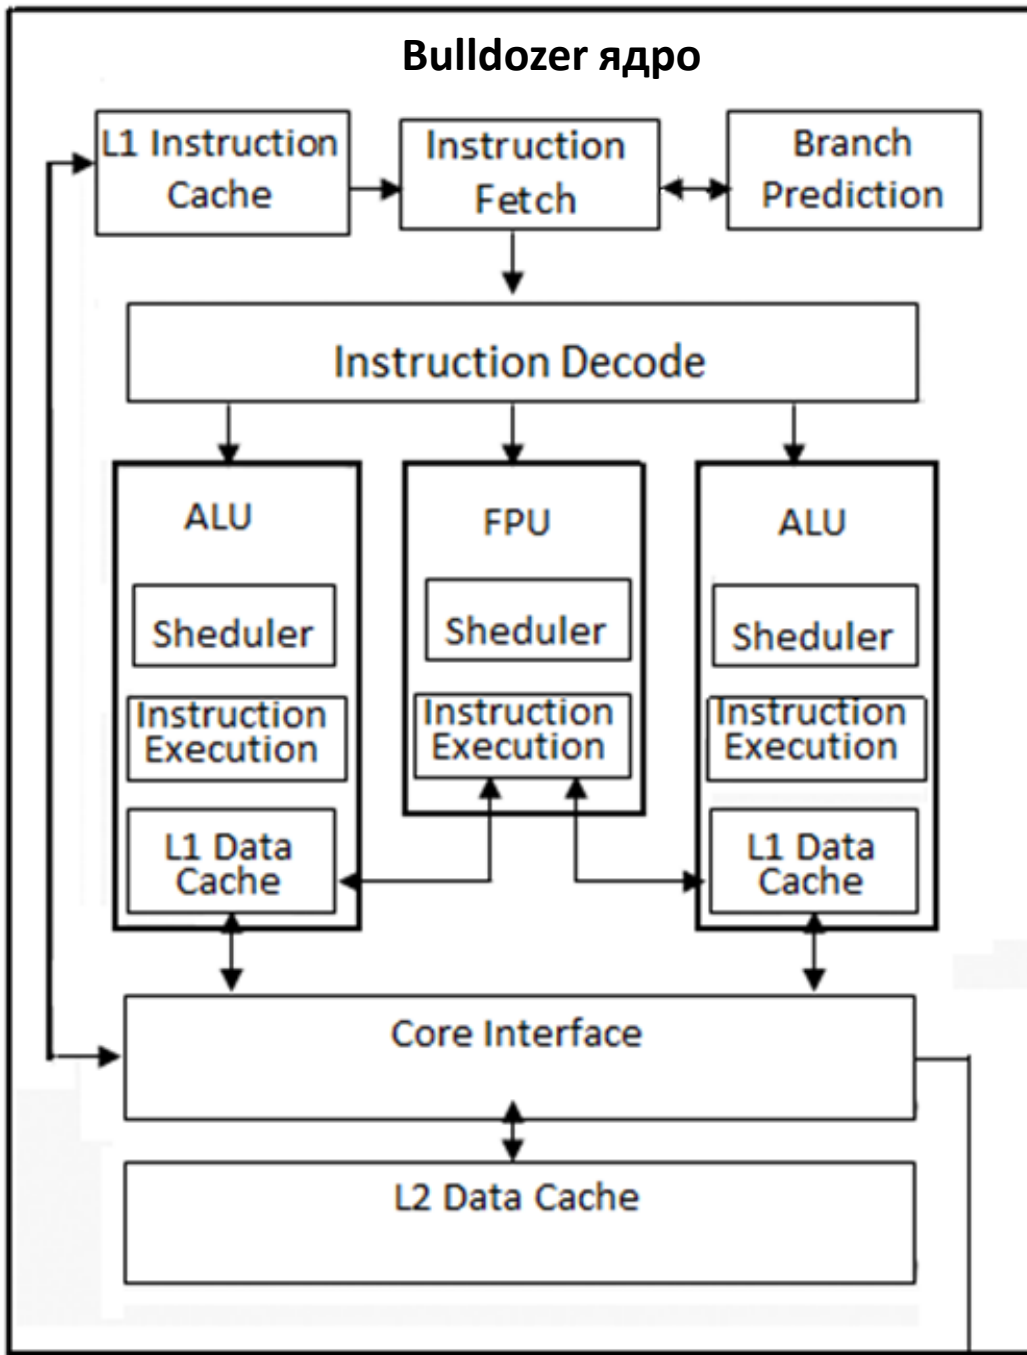 Bulldozer ядро
L1 Instruction
Cache
Instruction
Fetch
Branch
Prediction
Instruction Decode
ALU
Sheduler
Instruction
Execution
L1 Data
Cache
FPU
Sheduler
Instruction
Execution
ALU
Sheduler
Instruction
Execution
L1 Data
Cache
Core Interface
L2 Data Cache